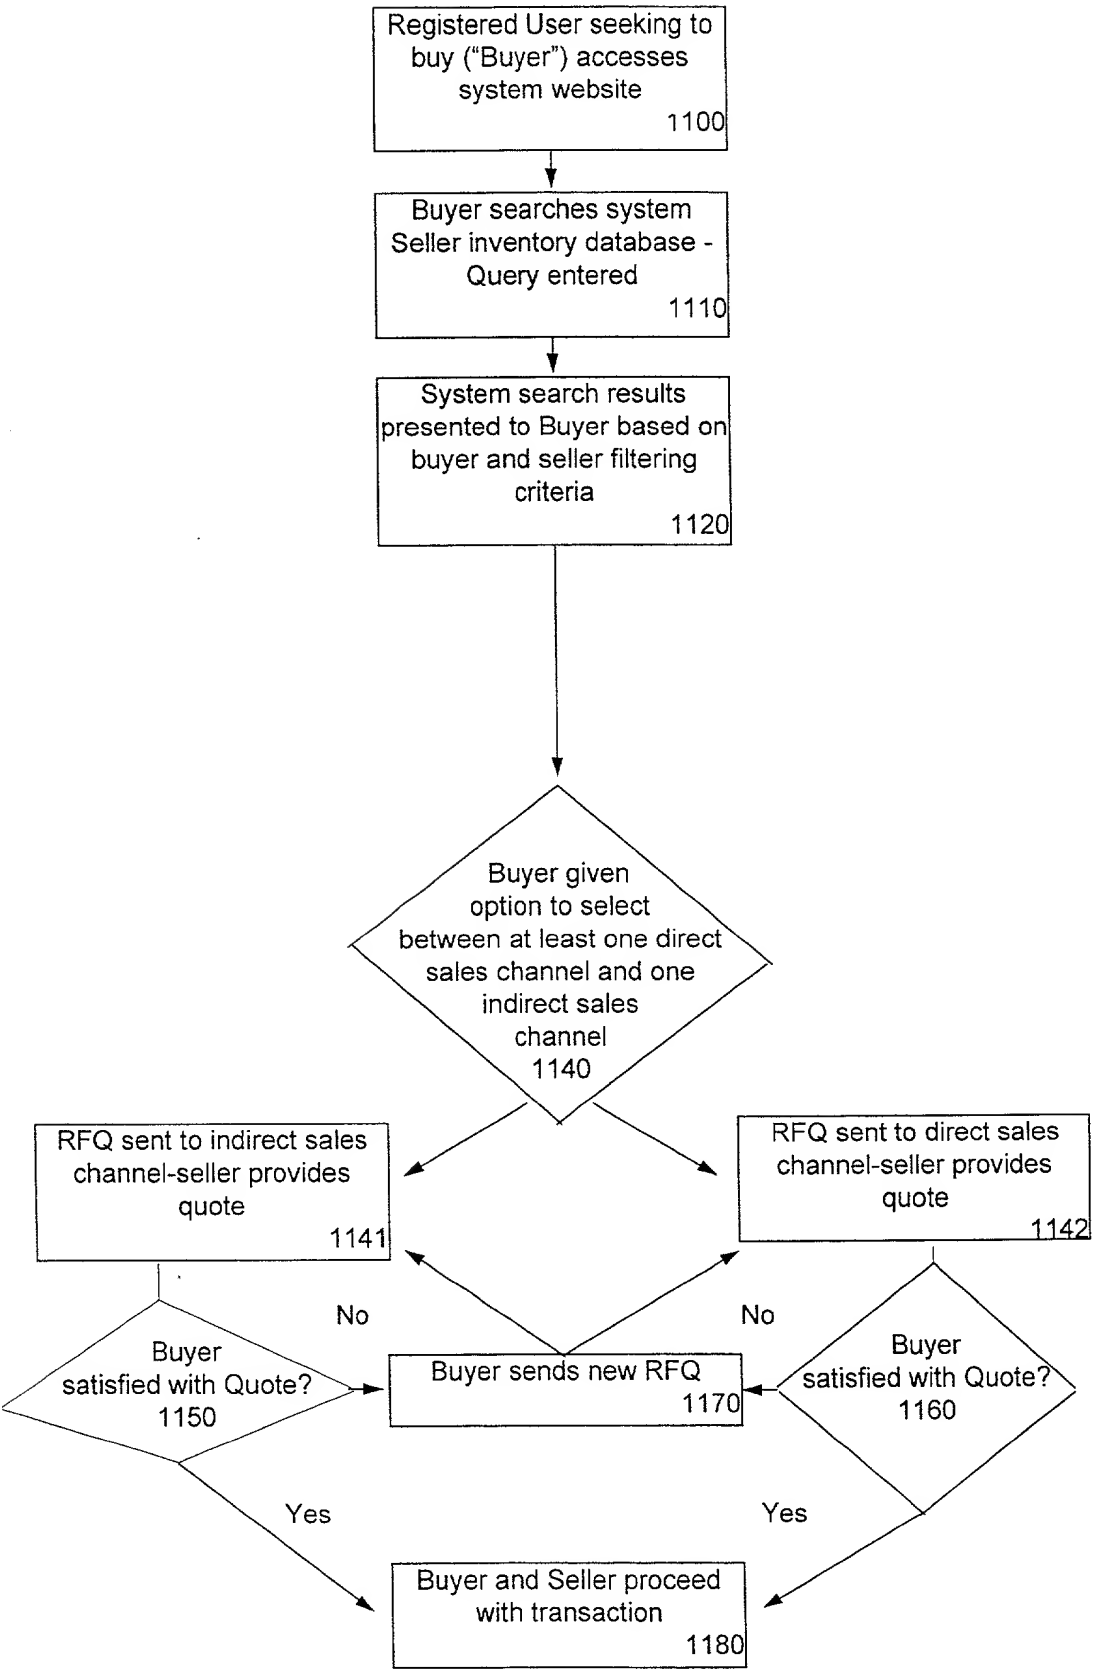 Registered User seeking to
buy (“Buyer”) accesses
system website
1100
Buyer searches system
Seller inventory database -
Query entered
1110
System search results
presented to Buyer based on
buyer and seller filtering
criteria
1120
Buyer given
option to select
between at least one direct
sales channel and one
indirect sales
channel
1140
RFQ sent to indirect sales
channel-seller provides
quote
1141
RFQ sent to direct sales
channel-seller provides
quote
1142
No
No
Buyer
satisfied with Quote?
1150
Buyer sends new RFQ
1170
Buyer
satisfied with Quote?
1160
Yes
Yes
Buyer and Seller proceed
with transaction
1180